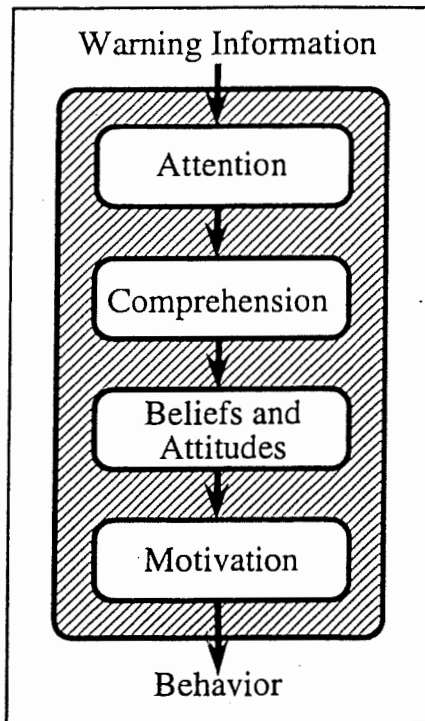 Warning Information
Attention
Comprehension
Beliefs and
Attitudes
Motivation
Behavior